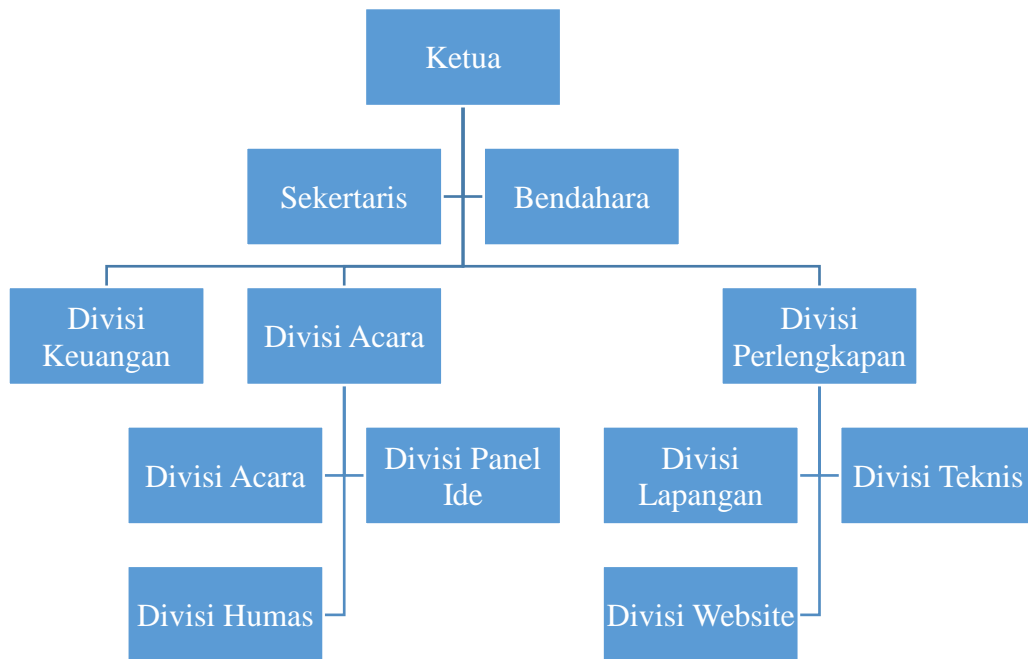 Ketua
Sekertaris
Bendahara
Divisi
Keuangan
Divisi Acara
Divisi
Perlengkapan
Divisi Acara
Divisi Panel
Ide
Divisi
Lapangan
Divisi Teknis
Divisi Humas
Divisi Website